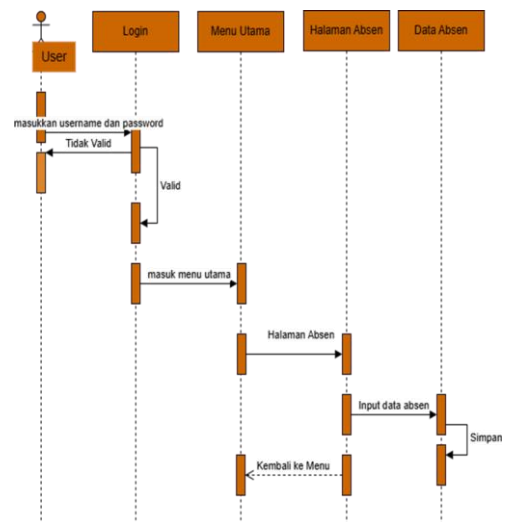 User
Login
Menu Utama
Halaman Absen
Data Absen
masukkan username dan password
Tidak Valid
Valid
masuk menu utama
Halaman Absen
Input data absen
Simpan
Kembali ke Menu